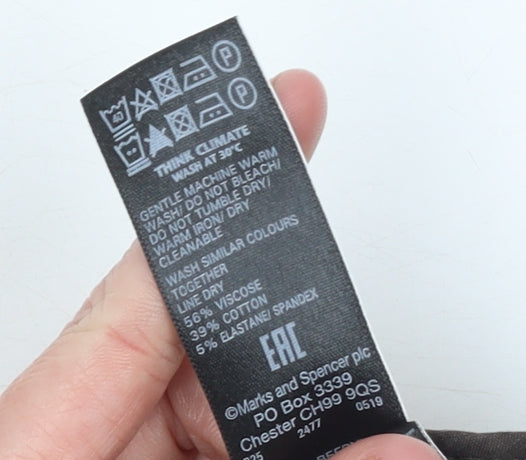 40 P
P
THINK CLIMATE
WASH AT 30°C
GENTLE MACHINE WARM
WASH/ DO NOT BLEACH/
DO NOT TUMBLE DRY/
WARM IRON/ DRY
CLEANABLE
WASH SIMILAR COLOURS
TOGETHER
LINE DRY
56% VISCOSE
39% COTTON
5% ELASTANE/ SPANDEX
EAC
©Marks and Spencer plc
PO Box 3339
Chester CH99 9QS
2477 0519